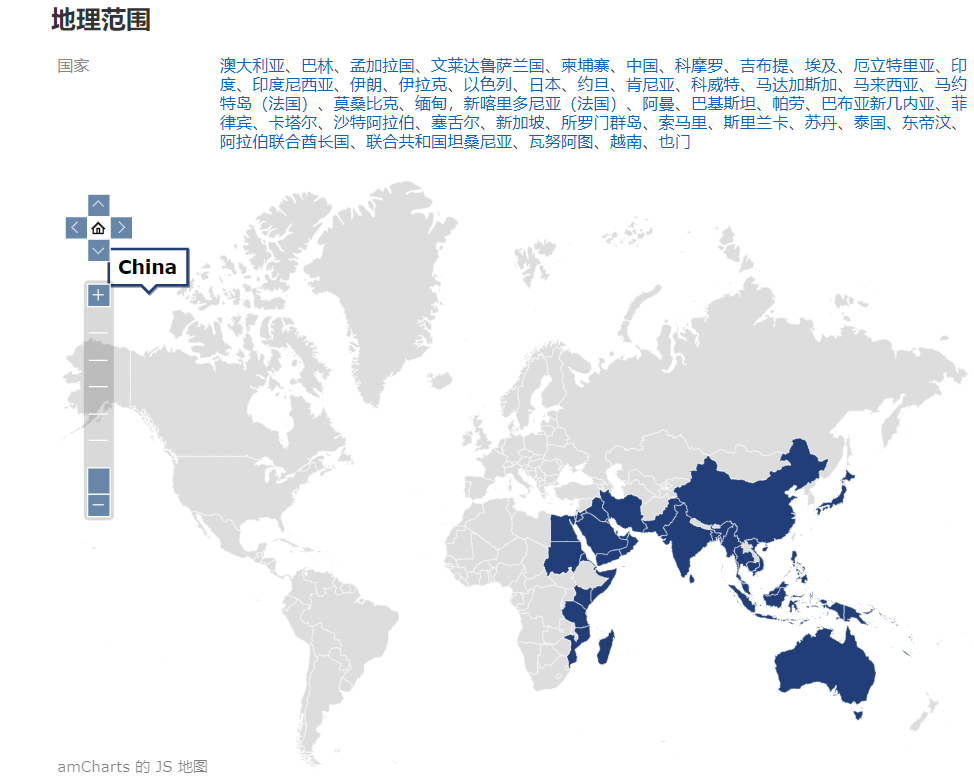 地理范围
国家
澳大利亚、巴林、孟加拉国、文莱达鲁萨兰国、柬埔寨、中国、科摩罗、吉布提、埃及、厄立特里亚、印
度、印度尼西亚、伊朗、伊拉克、以色列、日本、约旦、肯尼亚、科威特、马达加斯加、马来西亚、马约
特岛（法国）、莫桑比克、缅甸，新喀里多尼亚（法国）、阿曼、巴基斯坦、帕劳、巴布亚新几内亚、菲
律宾、卡塔尔、沙特阿拉伯、塞舌尔、新加坡、所罗门群岛、索马里、斯里兰卡、苏丹、泰国、东帝汶、
阿拉伯联合酋长国、联合共和国坦桑尼亚、瓦努阿图、越南、也门
China
amCharts 的 JS 地图